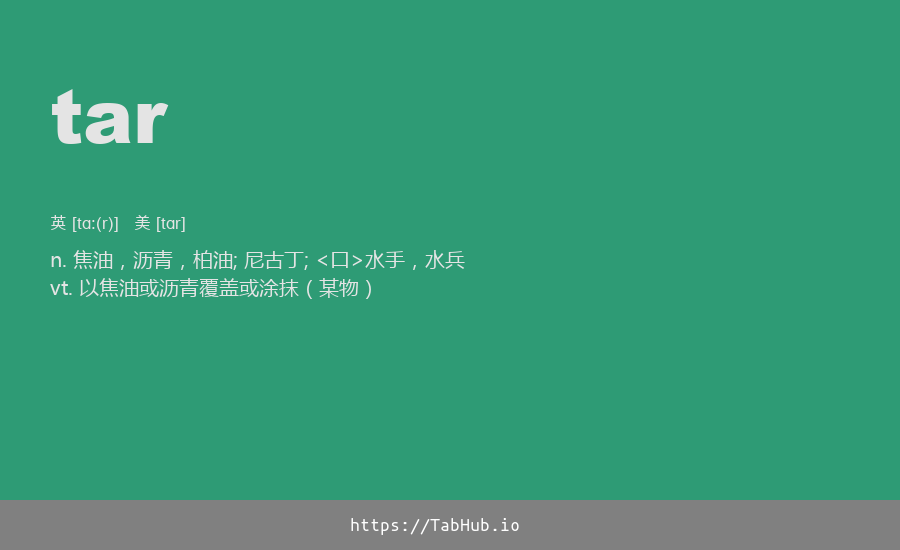 tar
英 [tɑː(r)] 美 [tɑr]
n. 焦油，沥青，柏油; 尼古丁; <口>水手，水兵
vt. 以焦油或沥青覆盖或涂抹（某物）
https://TabHub.io